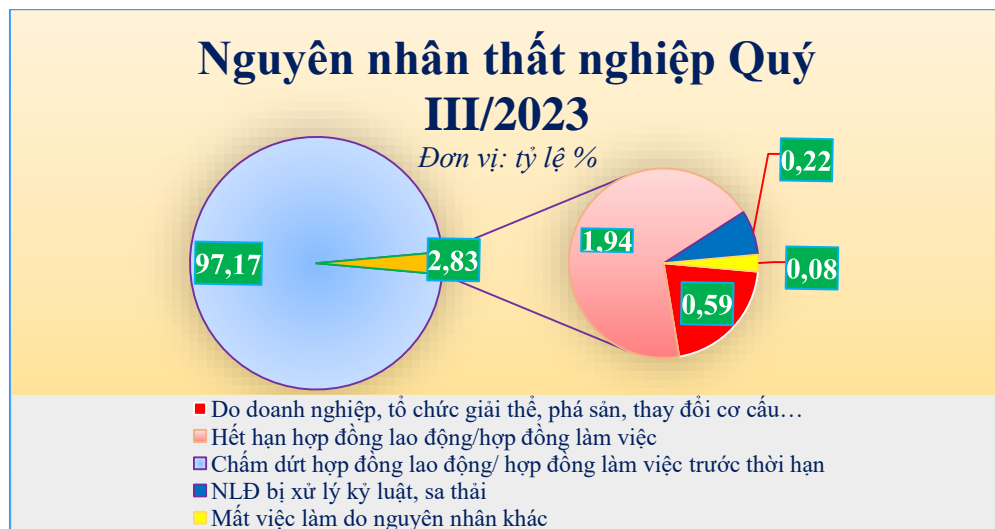 Nguyên nhân thất nghiệp Quý
III/2023
Đơn vị: tỷ lệ %
0,22
97,17
2,83
1,94
0,08
0,59
Do doanh nghiệp, tổ chức giải thể, phá sản, thay đổi cơ cấu…
Hết hạn hợp đồng lao động/hợp đồng làm việc
Chấm dứt hợp đồng lao động/ hợp đồng làm việc trước thời hạn
NLĐ bị xử lý kỷ luật, sa thải
Mất việc làm do nguyên nhân khác